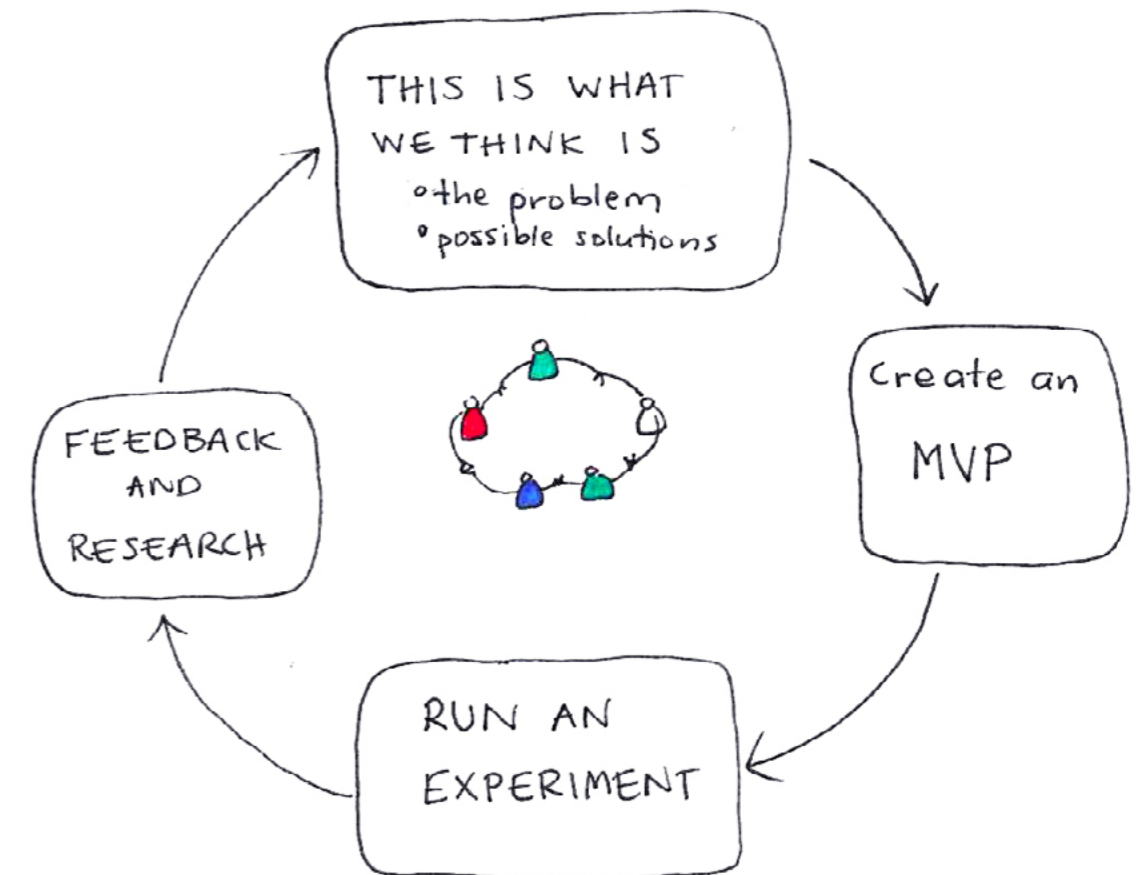 THIS IS WHAT
WE THINK IS
• the problem
• possible solutions
Create an
MVP
RUN AN
EXPERIMENT
FEEDBACK
AND
RESEARCH